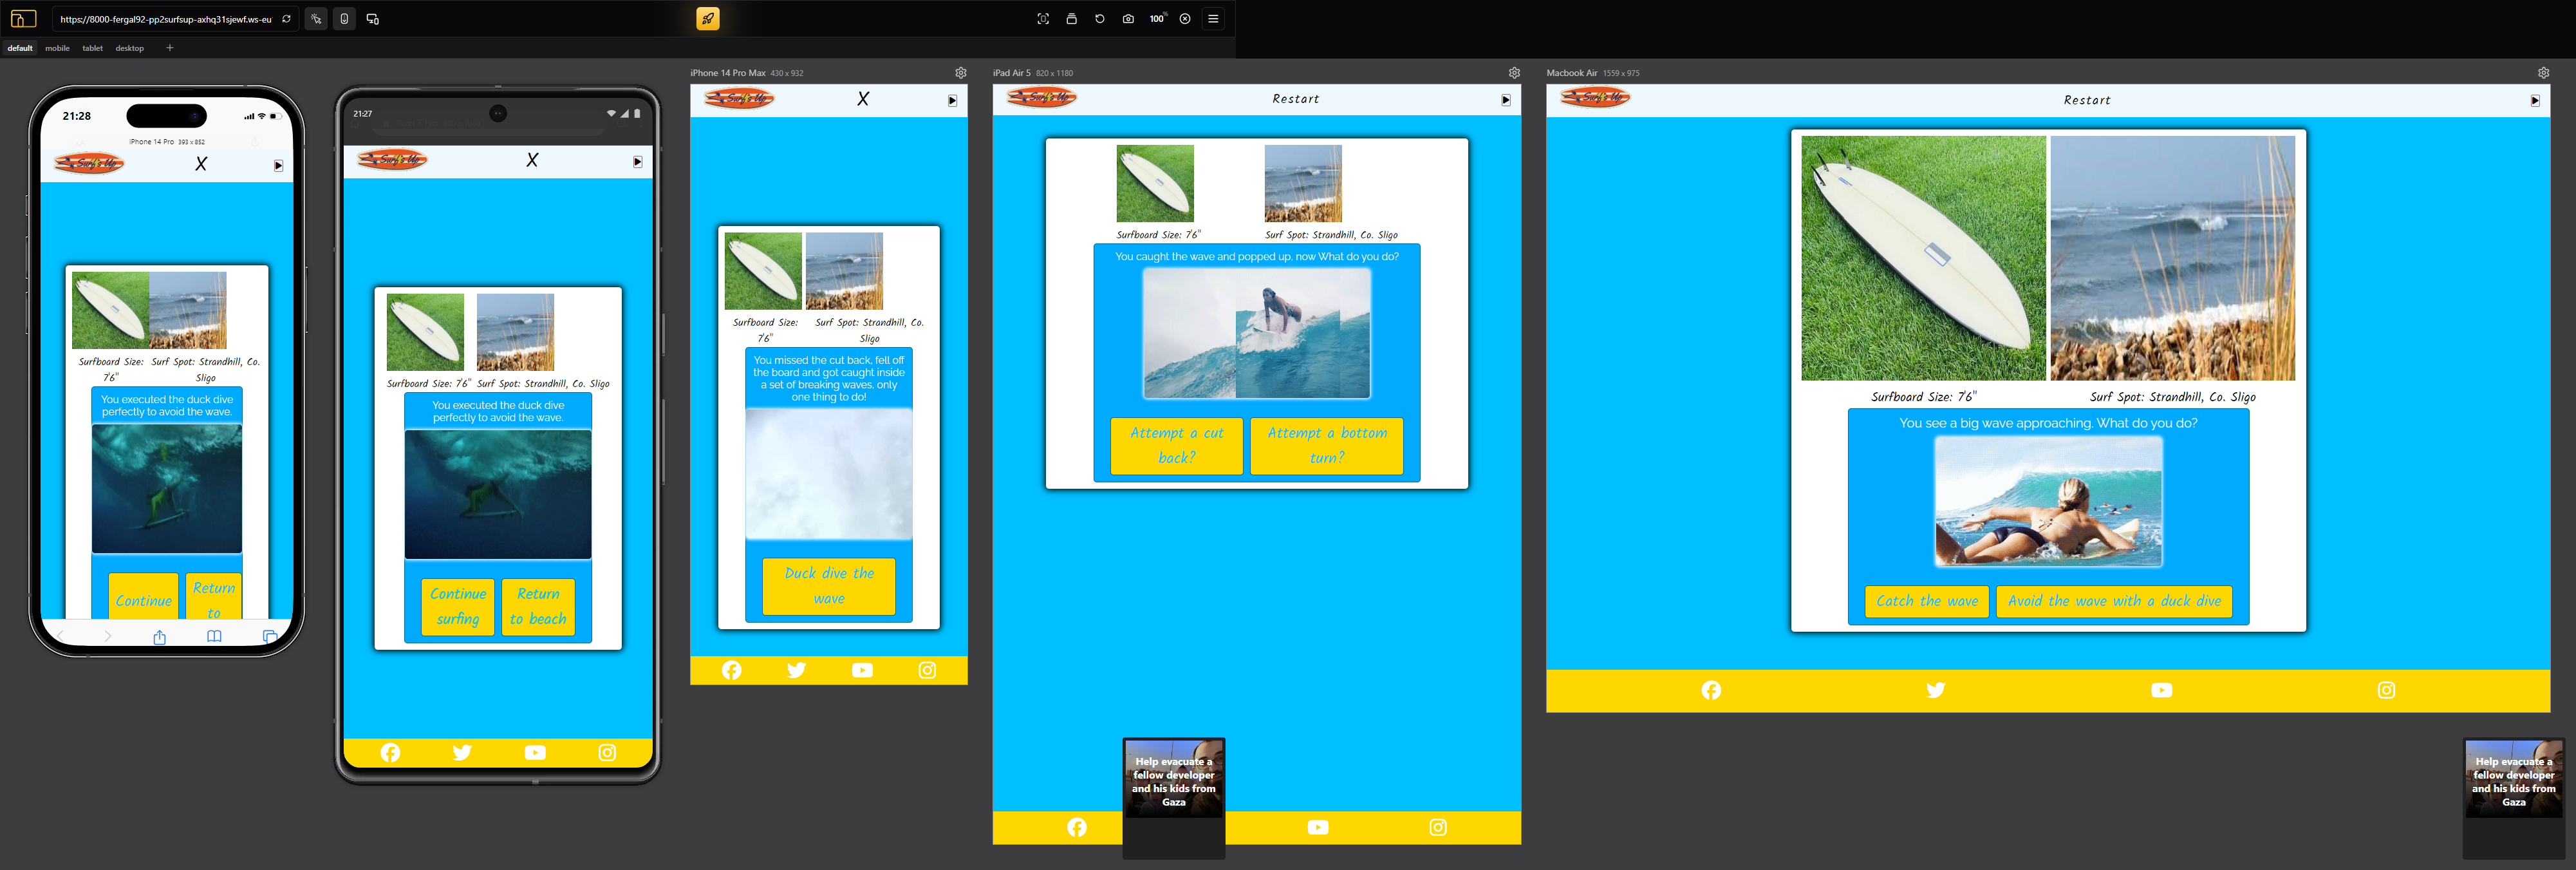 https://8000-fergal92-pp2surfsup-axhq31sjewf.ws-eu
100%
default
mobile
tablet
desktop
+
21:28
iPhone 14 Pro 393 x 852
Surf's Up
X
Surfboard Size:
7'6"
Surf Spot: Strandhill, Co.
Sligo
You executed the duck dive
perfectly to avoid the wave.
Continue
Return
to
21:27
Surf's Up
X
Surfboard Size: 7'6"
Surf Spot: Strandhill, Co. Sligo
You executed the duck dive
perfectly to avoid the wave.
Continue
surfing
Return
to beach
iPhone 14 Pro Max 430 x 932
Surf's Up
X
Surfboard Size:
7'6"
Surf Spot: Strandhill, Co.
Sligo
You missed the cut back, fell off
the board and got caught inside
a set of breaking waves, only
one thing to do!
Duck dive the
wave
iPad Air 5 820 x 1180
Surf's Up
Restart
Surfboard Size: 7'6"
Surf Spot: Strandhill, Co. Sligo
You caught the wave and popped up, now What do you do?
Attempt a cut
back?
Attempt a bottom
turn?
Help evacuate a
fellow developer
and his kids from
Gaza
Macbook Air 1559 x 975
Surf's Up
Restart
Surfboard Size: 7'6"
Surf Spot: Strandhill, Co. Sligo
You see a big wave approaching. What do you do?
Catch the wave
Avoid the wave with a duck dive
Help evacuate a
fellow developer
and his kids from
Gaza